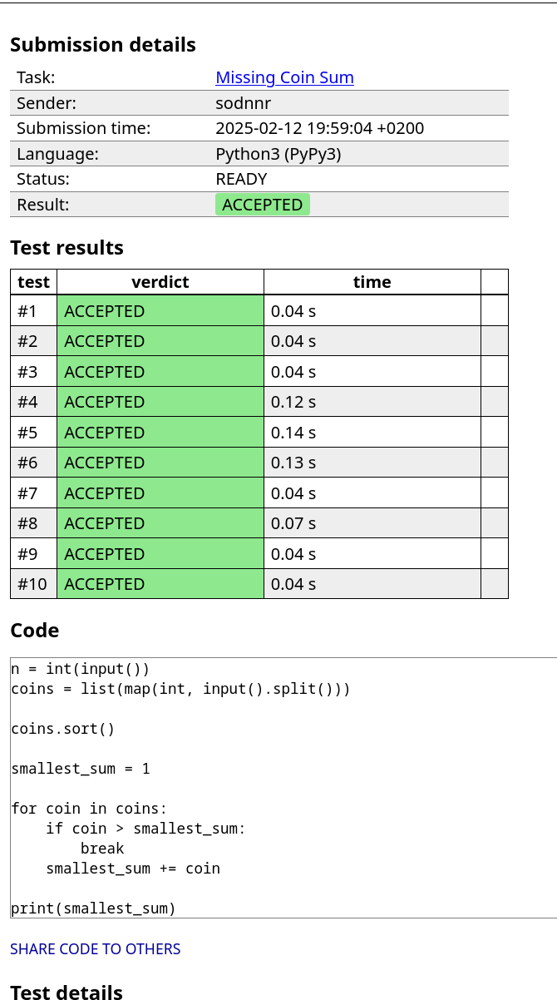 Submission details
Task: Missing Coin Sum
Sender: sodnnr
Submission time: 2025-02-12 19:59:04 +0200
Language: Python3 (PyPy3)
Status: READY
Result: ACCEPTED
Test results
test verdict time
#1 ACCEPTED 0.04 s
#2 ACCEPTED 0.04 s
#3 ACCEPTED 0.04 s
#4 ACCEPTED 0.12 s
#5 ACCEPTED 0.14 s
#6 ACCEPTED 0.13 s
#7 ACCEPTED 0.04 s
#8 ACCEPTED 0.07 s
#9 ACCEPTED 0.04 s
#10 ACCEPTED 0.04 s
Code
n = int(input())
coins = list(map(int, input().split()))
coins.sort()
smallest_sum = 1
for coin in coins:
    if coin > smallest_sum:
        break
    smallest_sum += coin
print(smallest_sum)
SHARE CODE TO OTHERS
Test details